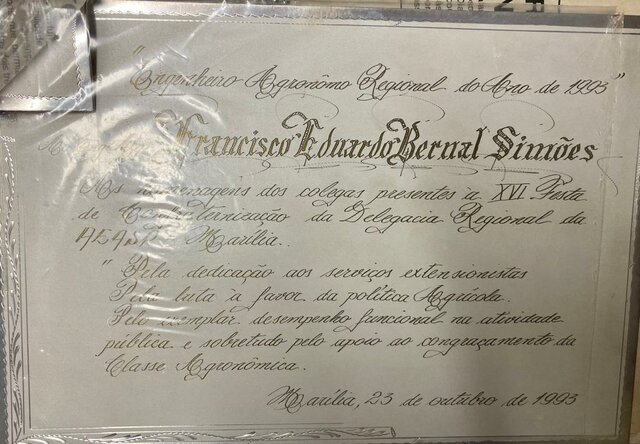 "Engenheiro Agronômo Regional do Ano de 1993"
Francisco Eduardo Bernal Simões
As homenagens dos colegas presentes à XVI Festa
de Confraternização da Delegacia Regional da
AEASP Marília.
"Pela dedicação aos serviços extensionistas
Pela luta à favor da política Agrícola.
Pelo exemplar desempenho funcional na atividade
pública e sobretudo pelo apoio ao congraçamento da
Classe Agronômica.
Marília, 23 de outubro de 1993